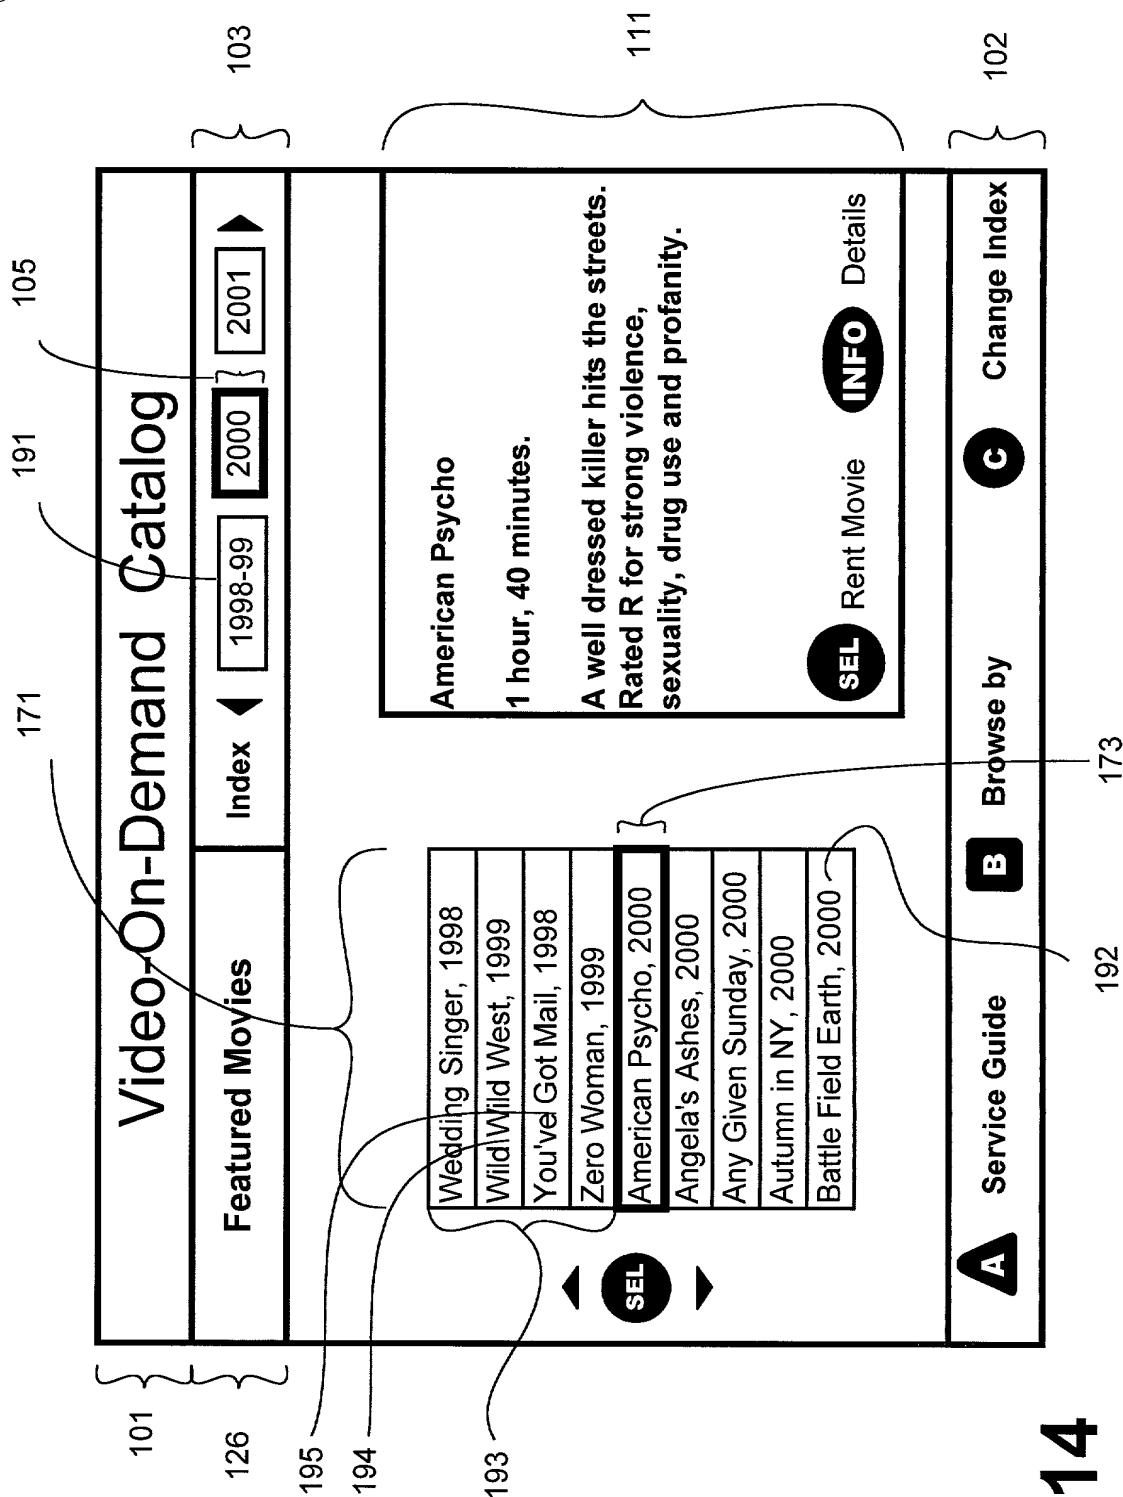 103
111
102
105
191
171
Video-On-Demand Catalog
Featured Movies
Index
1998-99
2000
2001
Wedding Singer, 1998
Wild Wild West, 1999
You've Got Mail, 1998
Zero Woman, 1999
American Psycho, 2000
Angela's Ashes, 2000
Any Given Sunday, 2000
Autumn in NY, 2000
Battle Field Earth, 2000
SEL
American Psycho
1 hour, 40 minutes.
A well dressed killer hits the streets.
Rated R for strong violence,
sexuality, drug use and profanity.
SEL Rent Movie INFO Details
A Service Guide B Browse by C Change Index
173
192
101
126
195
194
193
14